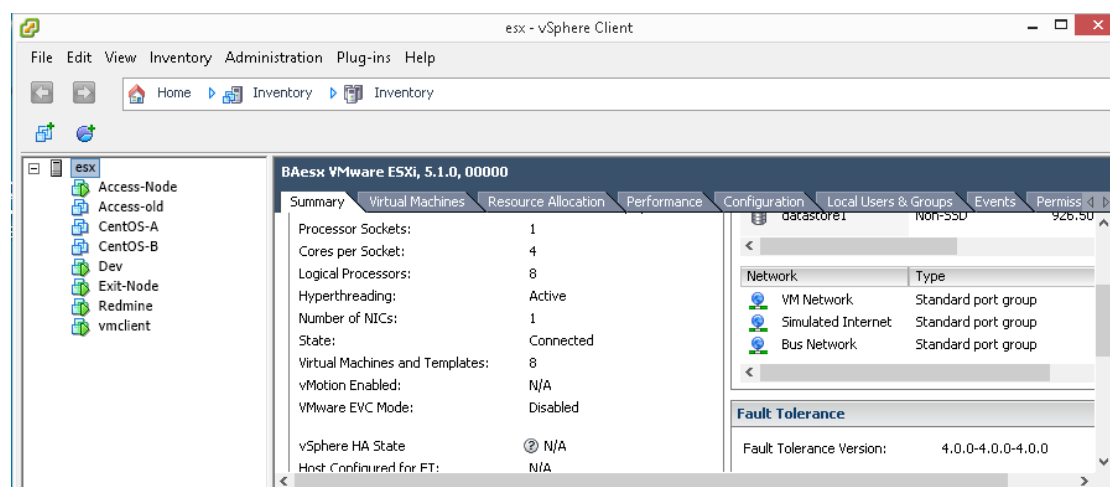 esx - vSphere Client
File Edit View Inventory Administration Plug-ins Help
Home Inventory Inventory
esx
Access-Node
Access-old
CentOS-A
CentOS-B
Dev
Exit-Node
Redmine
vmclient
BAesx VMware ESXi, 5.1.0, 00000
Summary Virtual Machines Resource Allocation Performance Configuration Local Users & Groups Events Permiss
Processor Sockets: 1
Cores per Socket: 4
Logical Processors: 8
Hyperthreading: Active
Number of NICs: 1
State: Connected
Virtual Machines and Templates: 8
vMotion Enabled: N/A
VMware EVC Mode: Disabled
vSphere HA State N/A
Host Configured for FT: N/A
datastore1 Non-SSD 926.50
Network Type
VM Network Standard port group
Simulated Internet Standard port group
Bus Network Standard port group
Fault Tolerance
Fault Tolerance Version: 4.0.0-4.0.0-4.0.0